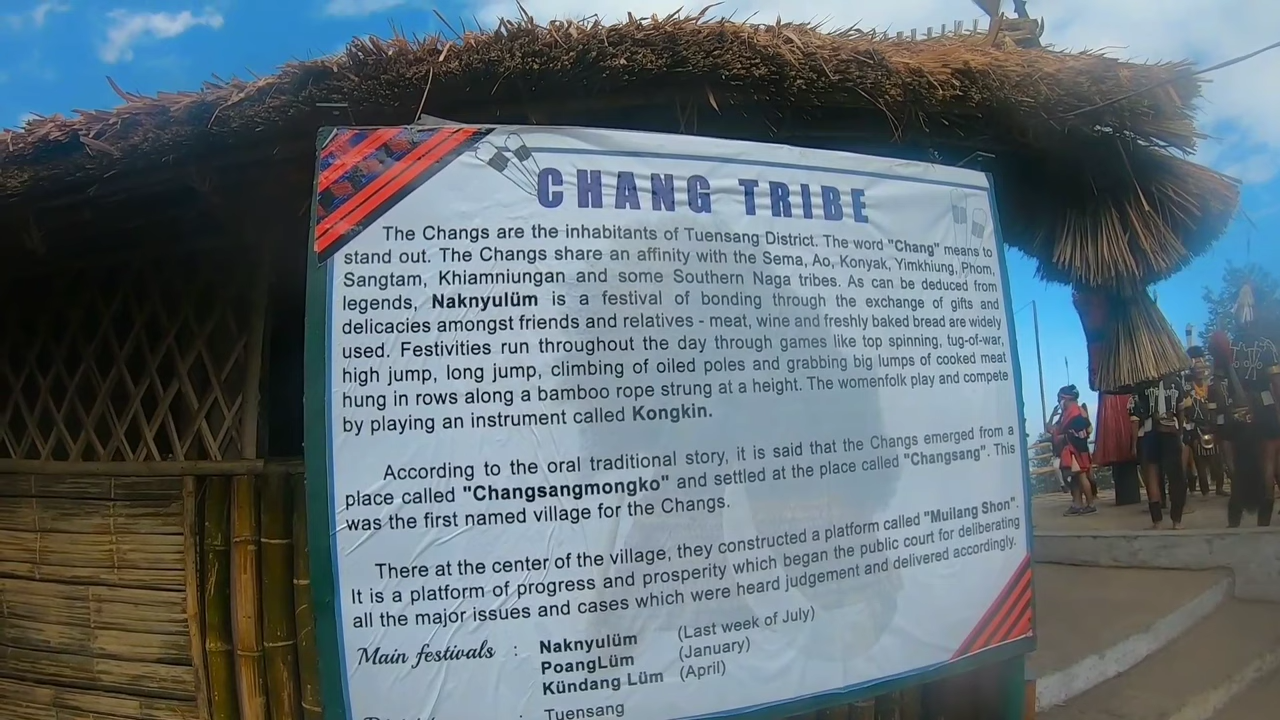 CHANG TRIBE
The Changs are the inhabitants of Tuensang District. The word "Chang" means to
stand out. The Changs share an affinity with the Sema, Ao, Konyak, Yimkhiung, Phom,
Sangtam, Khiamniungan and some Southern Naga tribes. As can be deduced from
legends, Naknyulüm is a festival of bonding through the exchange of gifts and
delicacies amongst friends and relatives - meat, wine and freshly baked bread are widely
used. Festivities run throughout the day through games like top spinning, tug-of-war,
high jump, long jump, climbing of oiled poles and grabbing big lumps of cooked meat
hung in rows along a bamboo rope strung at a height. The womenfolk play and compete
by playing an instrument called Kongkin.
According to the oral traditional story, it is said that the Changs emerged from a
place called "Changsangmongko" and settled at the place called "Changsang". This
was the first named village for the Changs.
There at the center of the village, they constructed a platform called "Muilang Shon".
It is a platform of progress and prosperity which began the public court for deliberating
all the major issues and cases which were heard judgement and delivered accordingly.
Main festivals : Naknyulüm (Last week of July)
PoangLüm (January)
Kündang Lüm (April)
: Tuensang